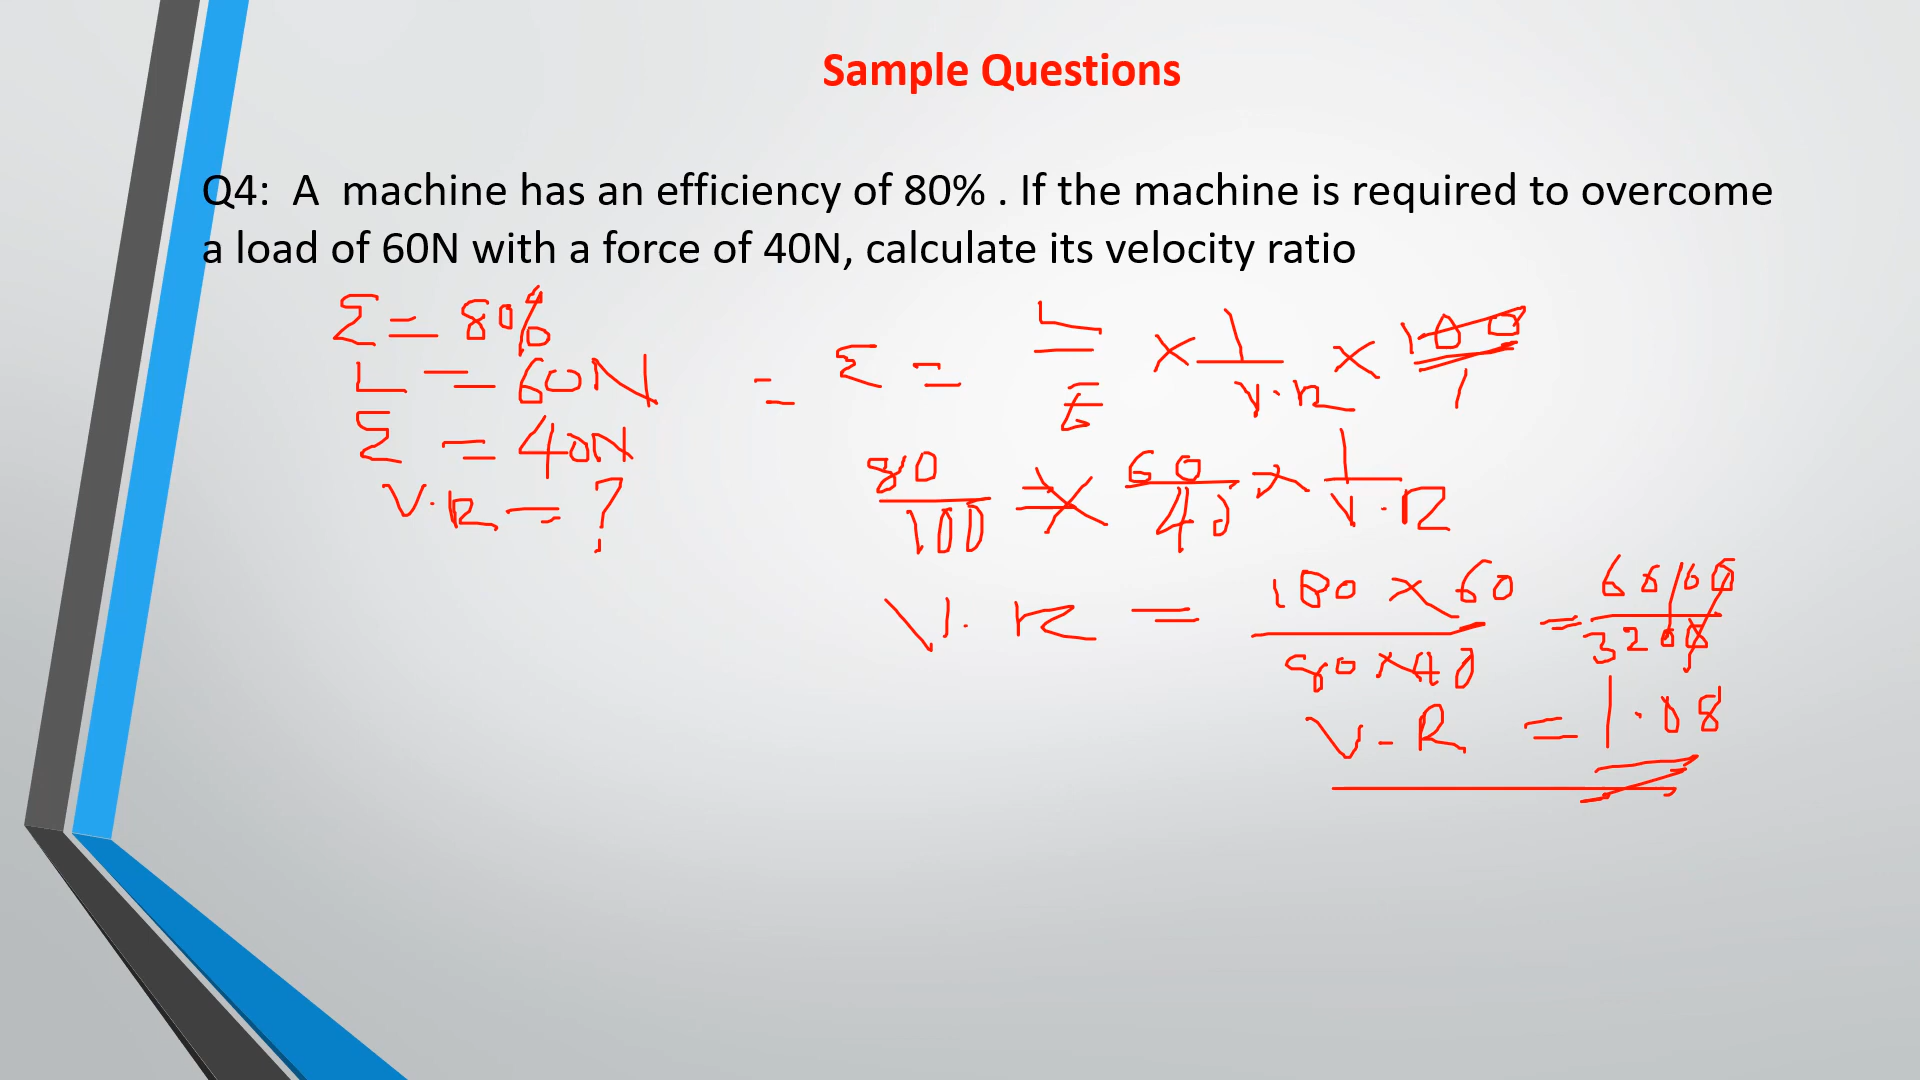 Sample Questions
Q4: A machine has an efficiency of 80% . If the machine is required to overcome
a load of 60N with a force of 40N, calculate its velocity ratio
Σ = 80%
L = 60N
Σ = 40N
V.R = ?
= Σ = L/E × 1/V.R × 100/1
80/100 = × 60/40 × 1/V.R
V.R = 100 × 60 / 80 × 40 =
3200
V-R = 1.08